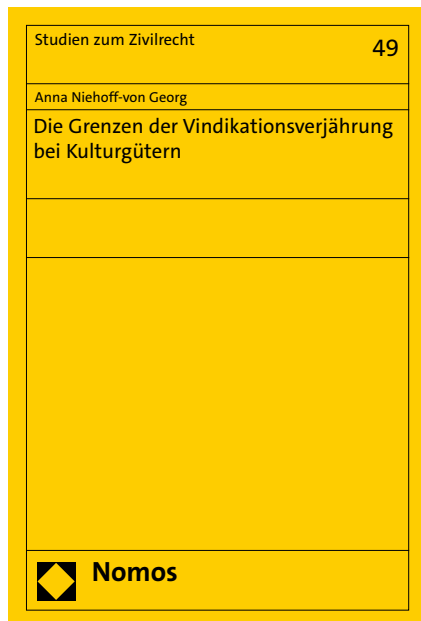 Studien zum Zivilrecht
49
Anna Niehoff-von Georg
Die Grenzen der Vindikationsverjährung
bei Kulturgütern
Nomos